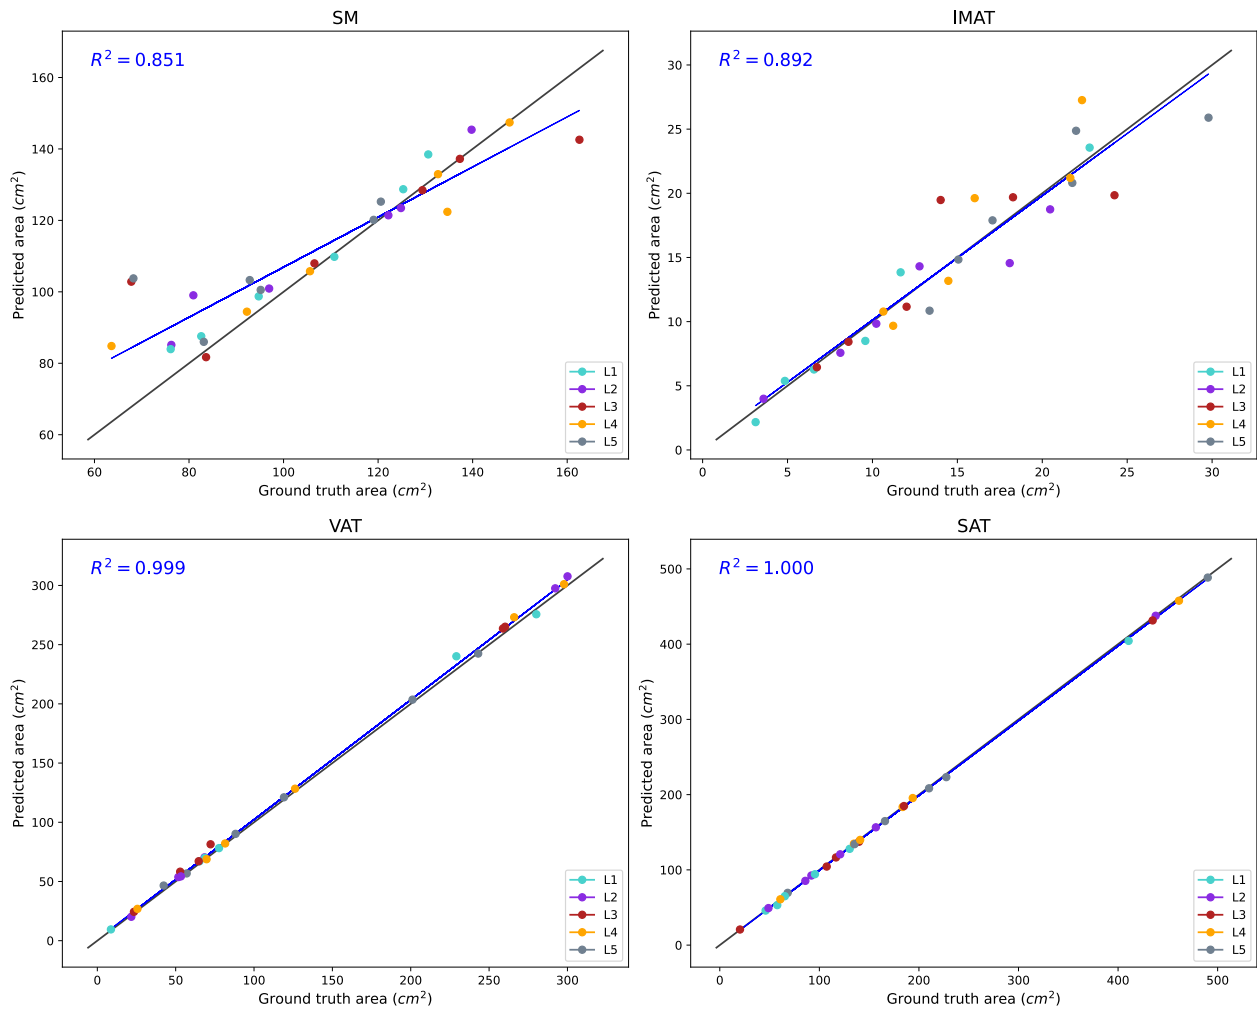 SM
R² = 0.851
Predicted area (cm²)
160
140
120
100
80
60
60 80 100 120 140 160
Ground truth area (cm²)
L1
L2
L3
L4
L5
IMAT
R² = 0.892
Predicted area (cm²)
30
25
20
15
10
5
0
0 5 10 15 20 25 30
Ground truth area (cm²)
L1
L2
L3
L4
L5
VAT
R² = 0.999
Predicted area (cm²)
300
250
200
150
100
50
0
0 50 100 150 200 250 300
Ground truth area (cm²)
L1
L2
L3
L4
L5
SAT
R² = 1.000
Predicted area (cm²)
500
400
300
200
100
0
0 100 200 300 400 500
Ground truth area (cm²)
L1
L2
L3
L4
L5